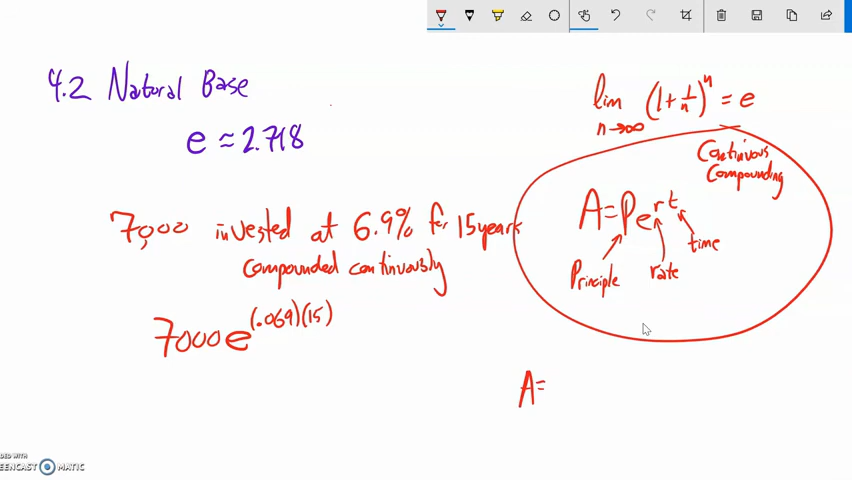 4.2 Natural Base
e ≈ 2.718
lim (1 + 1/n)^n = e
n→∞
Continuous
Compounding
A = Pe^rt
time
rate
Principle
7,000 invested at 6.9% for 15 years
compounded continuously
7000e^(.069)(15)
A=